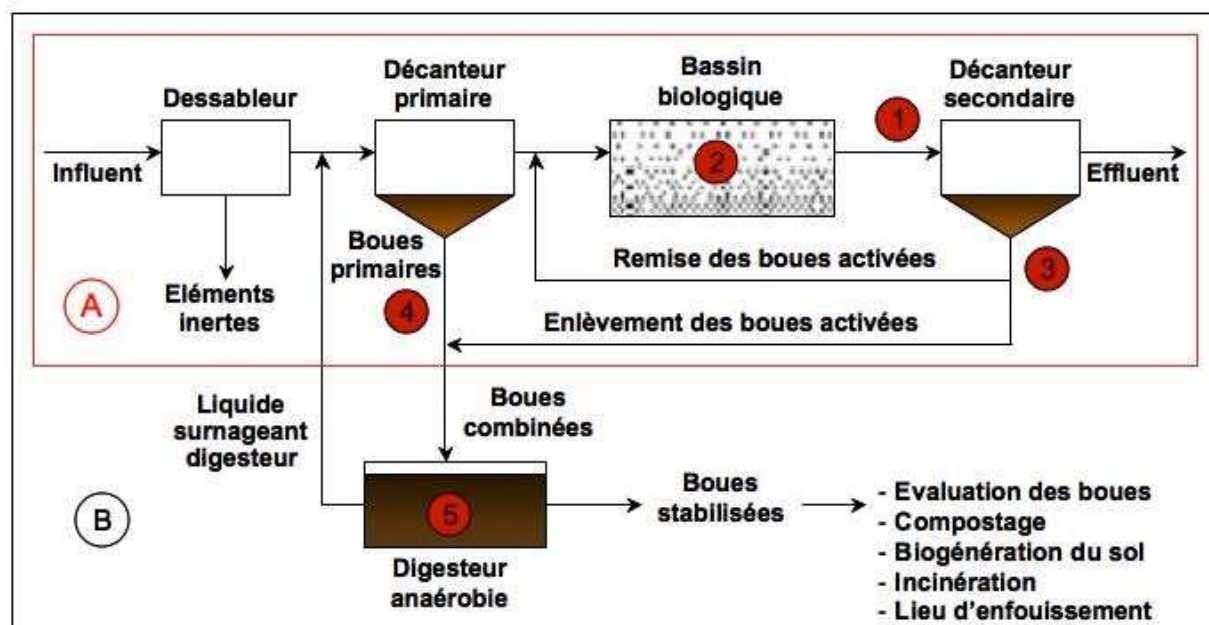 Dessableur
Décanteur
primaire
Bassin
biologique
Décanteur
secondaire
1
2
Influent
Effluent
Boues
primaires
Remise des boues activées
3
A
Eléments
inertes
4
Enlèvement des boues activées
Liquide
surnageant
digesteur
Boues
combinées
B
5
Boues
stabilisées
Digesteur
anaérobie
- Evaluation des boues
- Compostage
- Biogénération du sol
- Incinération
- Lieu d'enfouissement